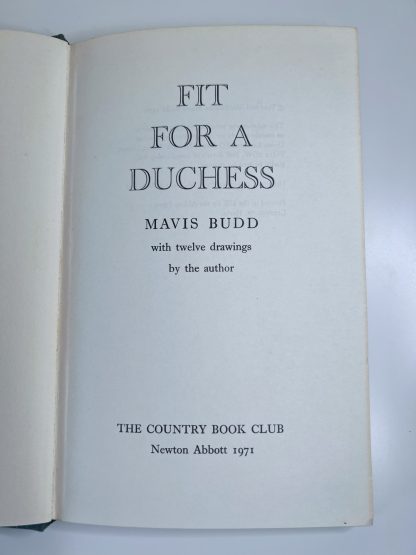 FIT
FOR A
DUCHESS
MAVIS BUDD
with twelve drawings
by the author
THE COUNTRY BOOK CLUB
Newton Abbott 1971